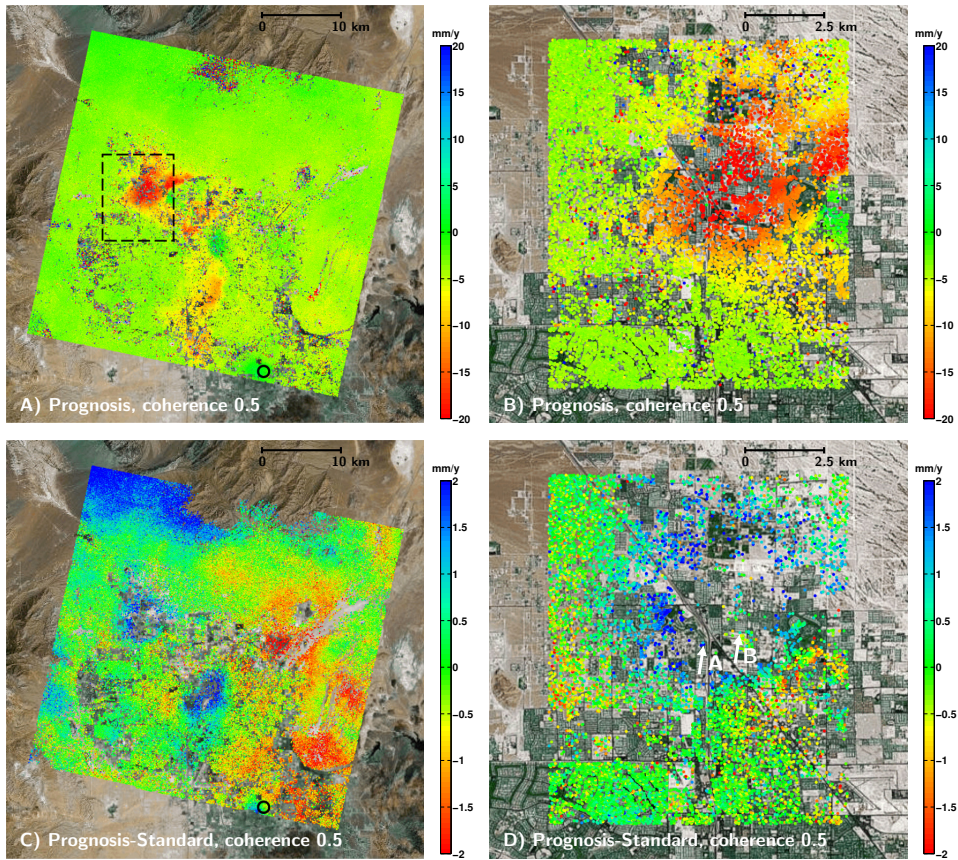 0 10 km
mm/y
20
15
10
5
0
−5
−10
−15
−20
A) Prognosis, coherence 0.5
0 2.5 km
mm/y
20
15
10
5
0
−5
−10
−15
−20
B) Prognosis, coherence 0.5
0 10 km
mm/y
2
1.5
1
0.5
0
−0.5
−1
−1.5
−2
C) Prognosis-Standard, coherence 0.5
0 2.5 km
mm/y
2
1.5
1
0
−0.5
−1
−1.5
−2
A
B
D) Prognosis-Standard, coherence 0.5